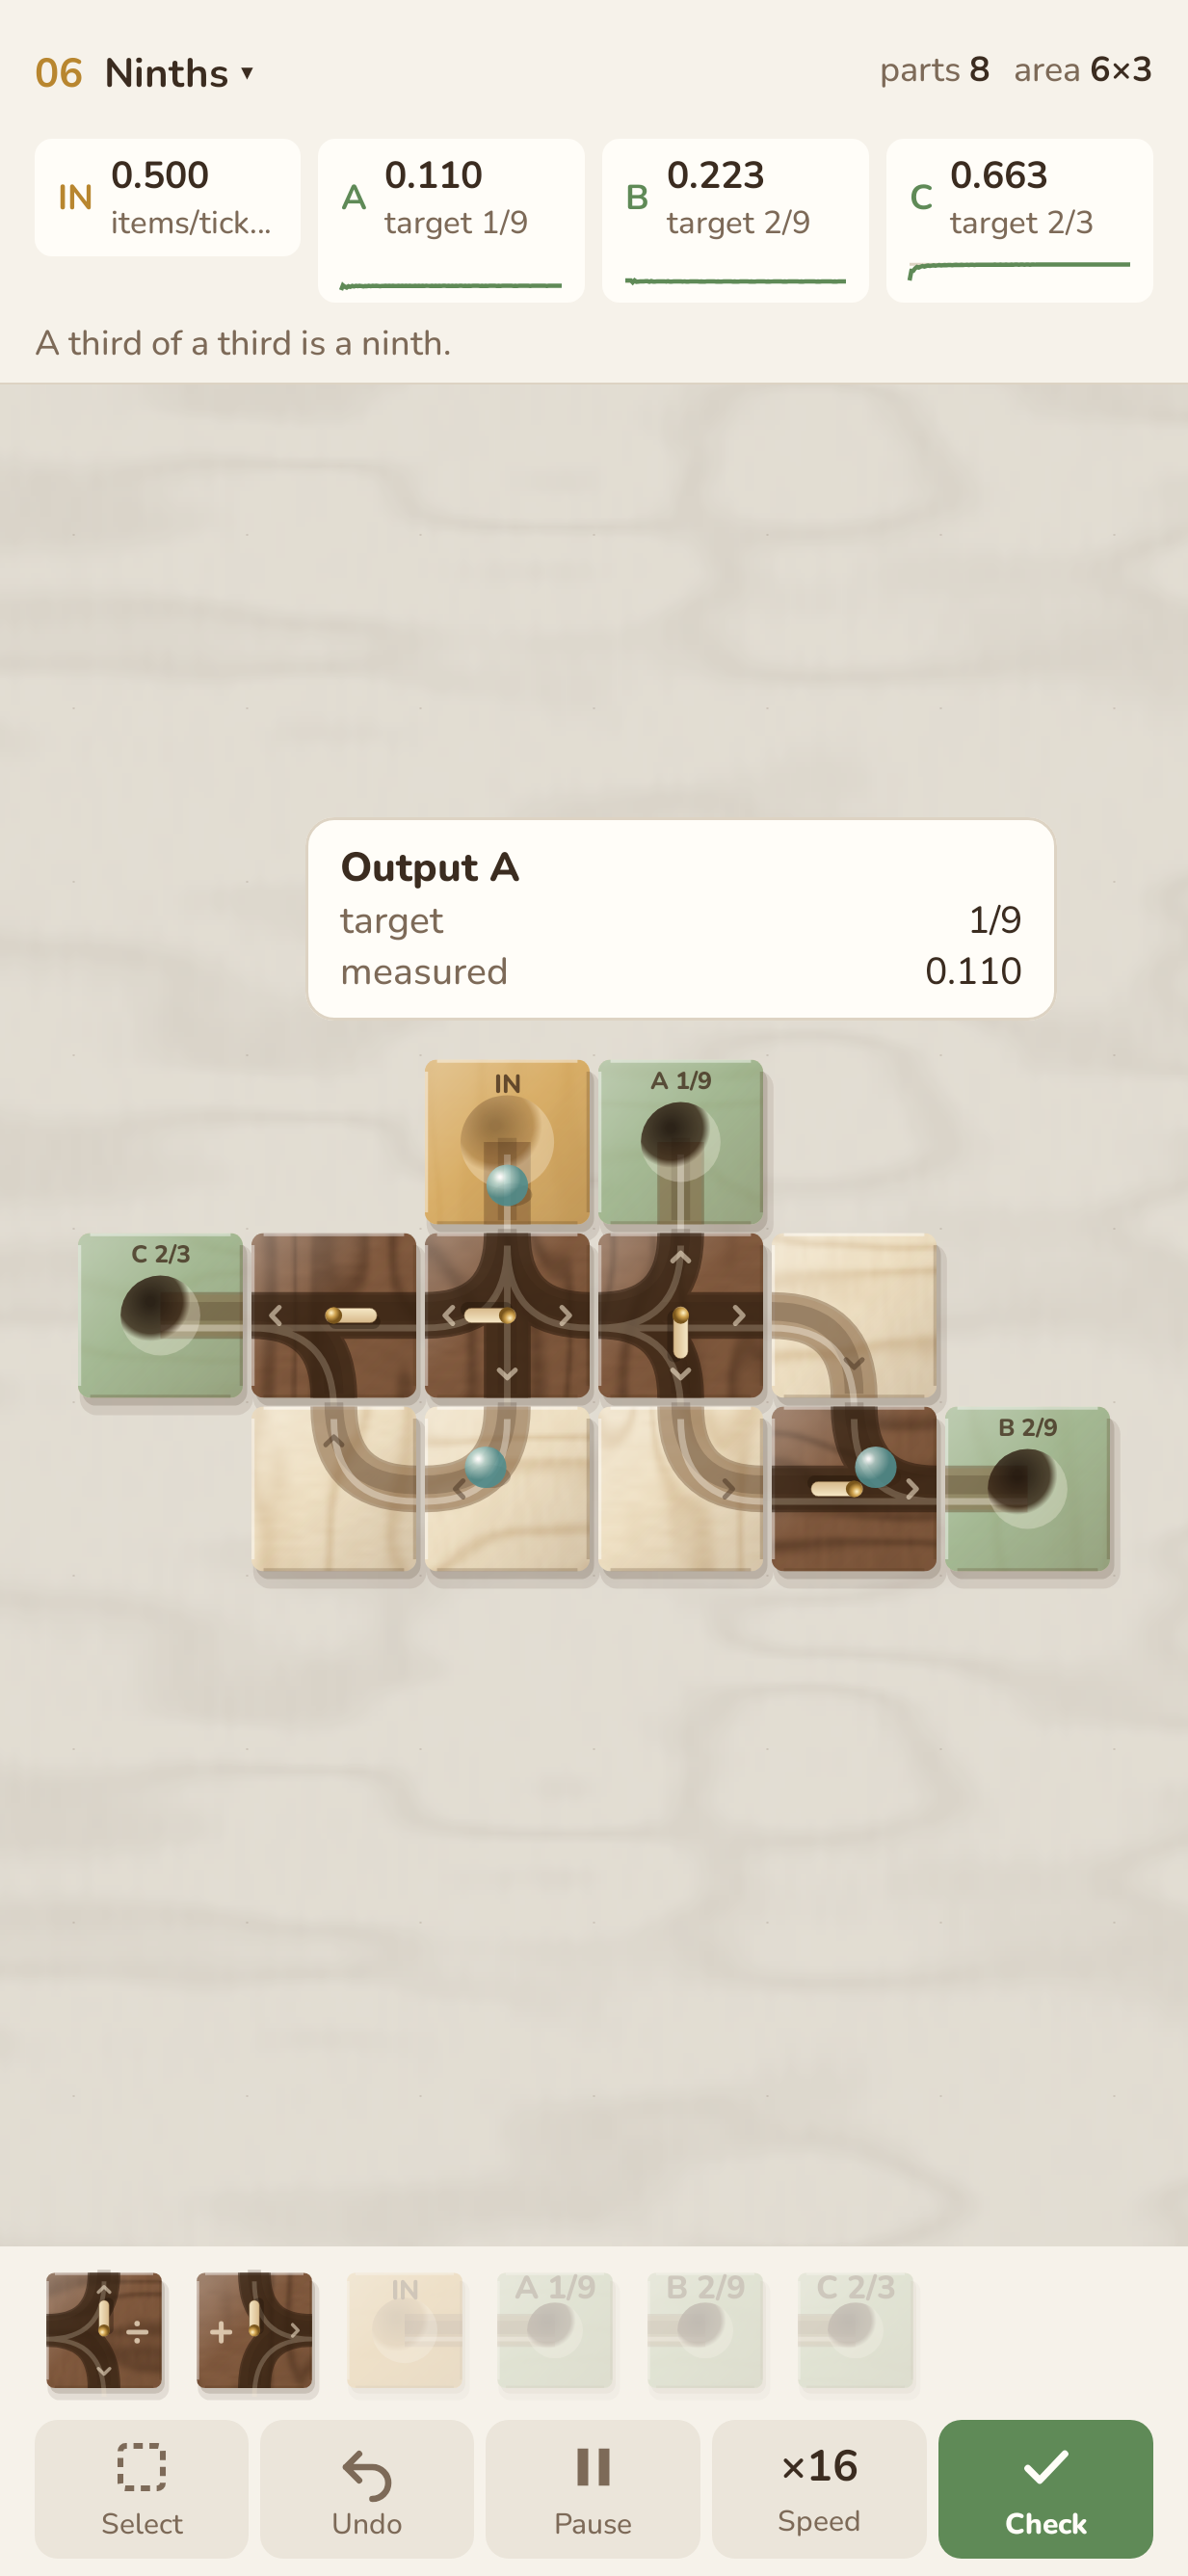 06 Ninths ▾ parts 8 area 6×3
IN 0.500 items/tick...
A 0.110 target 1/9
B 0.223 target 2/9
C 0.663 target 2/3
A third of a third is a ninth.
Output A
target 1/9
measured 0.110
IN
A 1/9
C 2/3
B 2/9
÷ +
IN A 1/9 B 2/9 C 2/3
×16
Select Undo Pause Speed Check